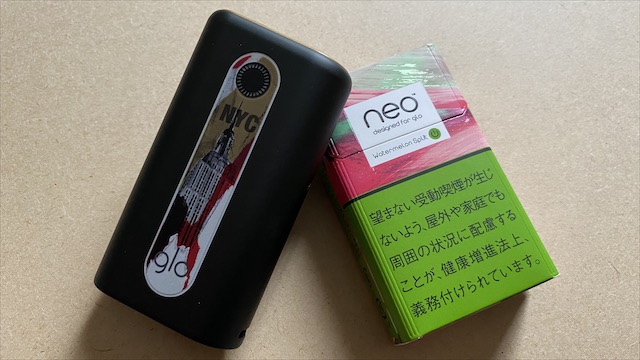 NYC
glo
neo™
designed for glo
Watermelon Split
望まない受動喫煙が生じ
ないよう、屋外や家庭でも
周囲の状況に配慮する
ことが、健康増進法上、
義務付けられています。